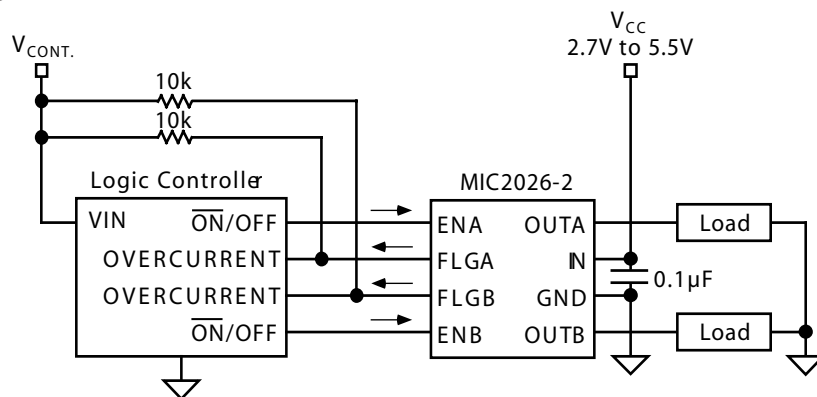 V_CC
2.7V to 5.5V
V_CONT.
10k
10k
Logic Controller
MIC2026-2
VIN
ON/OFF
ENA
OUTA
Load
OVERCURRENT
FLGA
IN
OVERCURRENT
FLGB
GND
0.1µF
ON/OFF
ENB
OUTB
Load